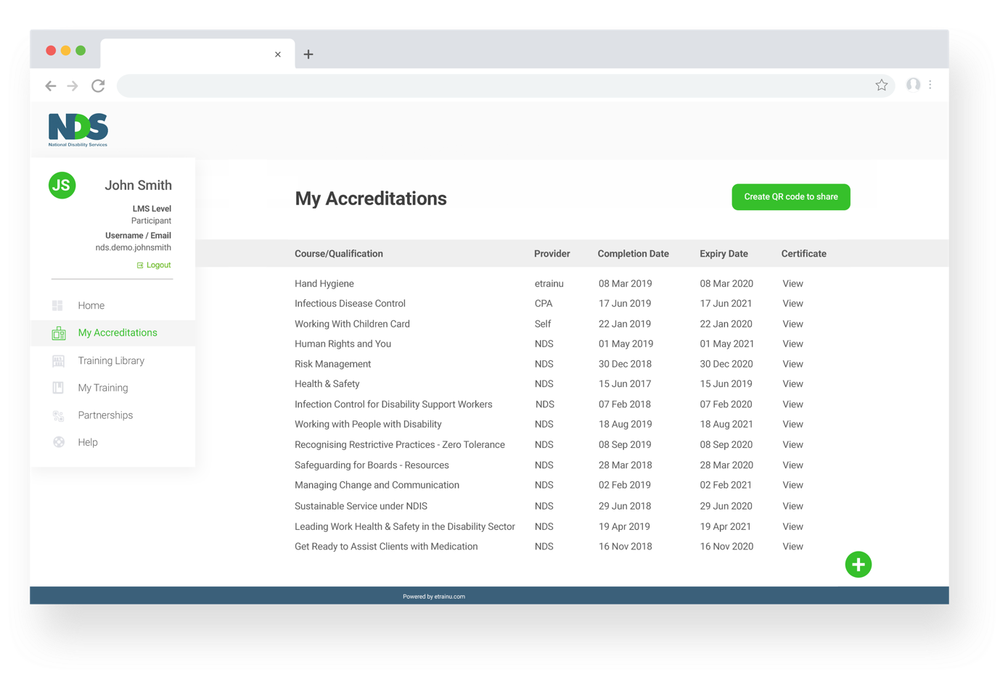 NDS
National Disability Services
JS
John Smith
LMS Level
Participant
Username / Email
nds.demo.johnsmith
Logout
Home
My Accreditations
Training Library
My Training
Partnerships
Help
My Accreditations
Create QR code to share
Course/Qualification Provider Completion Date Expiry Date Certificate
Hand Hygiene etrainu 08 Mar 2019 08 Mar 2020 View
Infectious Disease Control CPA 17 Jun 2019 17 Jun 2021 View
Working With Children Card Self 22 Jan 2019 22 Jan 2020 View
Human Rights and You NDS 01 May 2019 01 May 2021 View
Risk Management NDS 30 Dec 2018 30 Dec 2020 View
Health & Safety NDS 15 Jun 2017 15 Jun 2019 View
Infection Control for Disability Support Workers NDS 07 Feb 2018 07 Feb 2020 View
Working with People with Disability NDS 18 Aug 2019 18 Aug 2021 View
Recognising Restrictive Practices - Zero Tolerance NDS 08 Sep 2019 08 Sep 2020 View
Safeguarding for Boards - Resources NDS 28 Mar 2018 28 Mar 2020 View
Managing Change and Communication NDS 02 Feb 2019 02 Feb 2021 View
Sustainable Service under NDIS NDS 29 Jun 2018 29 Jun 2020 View
Leading Work Health & Safety in the Disability Sector NDS 19 Apr 2019 19 Apr 2021 View
Get Ready to Assist Clients with Medication NDS 16 Nov 2018 16 Nov 2020 View
Powered by etrainu.com